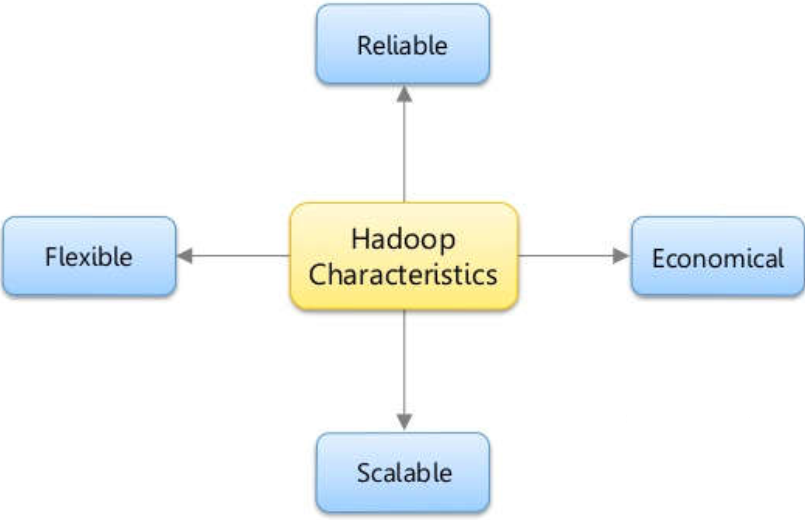 Reliable
Flexible
Hadoop
Characteristics
Economical
Scalable